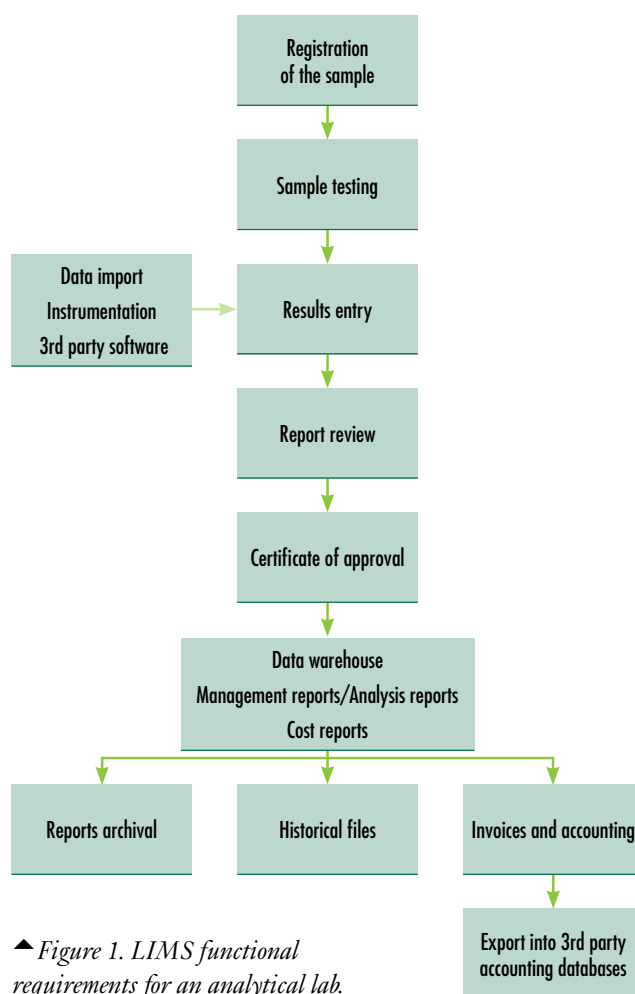 Registration
of the sample
Sample testing
Data import
Instrumentation
3rd party software
Results entry
Report review
Certificate of approval
Data warehouse
Management reports/Analysis reports
Cost reports
Reports archival
Historical files
Invoices and accounting
Export into 3rd party
accounting databases
▲Figure 1. LIMS functional
requirements for an analytical lab.